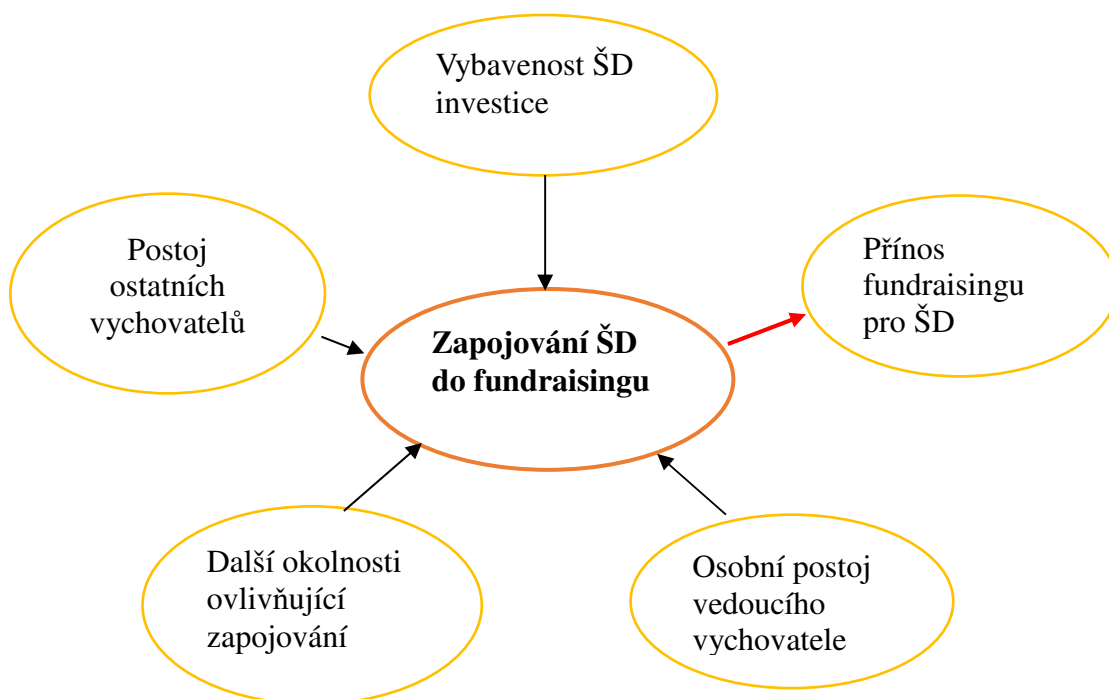 Vybavenost ŠD
investice
Postoj
ostatních
vychovatelů
Přínos
fundraisingu
pro ŠD
Zapojování ŠD
do fundraisingu
Další okolnosti
ovlivňující
zapojování
Osobní postoj
vedoucího
vychovatele